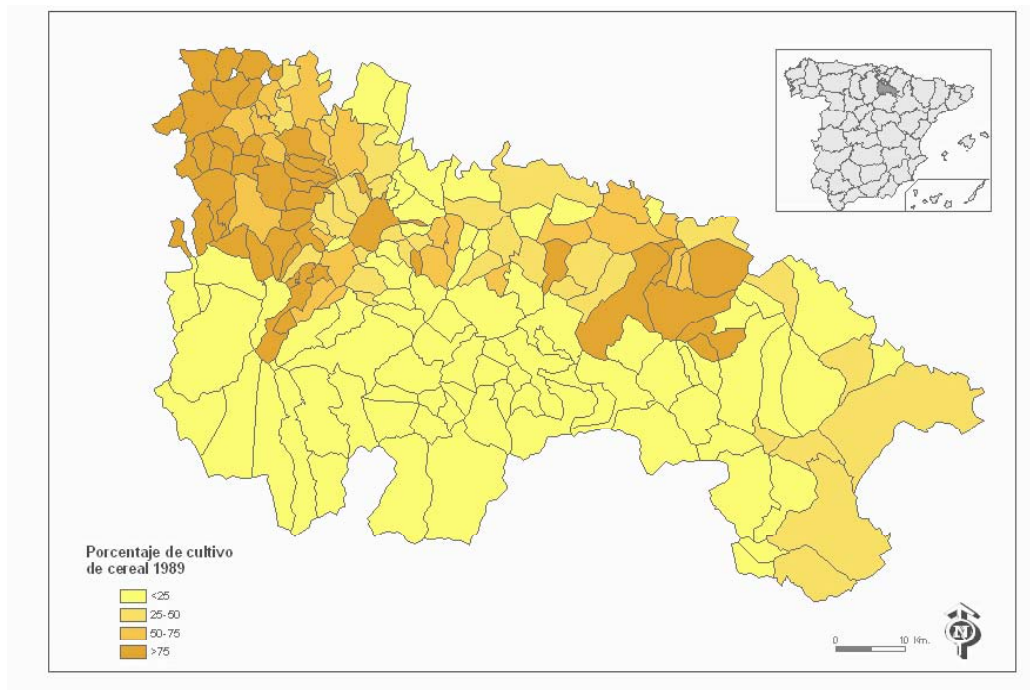 Porcentaje de cultivo
de cereal 1989
<25
25-50
50-75
>75
0 10 Km.
N